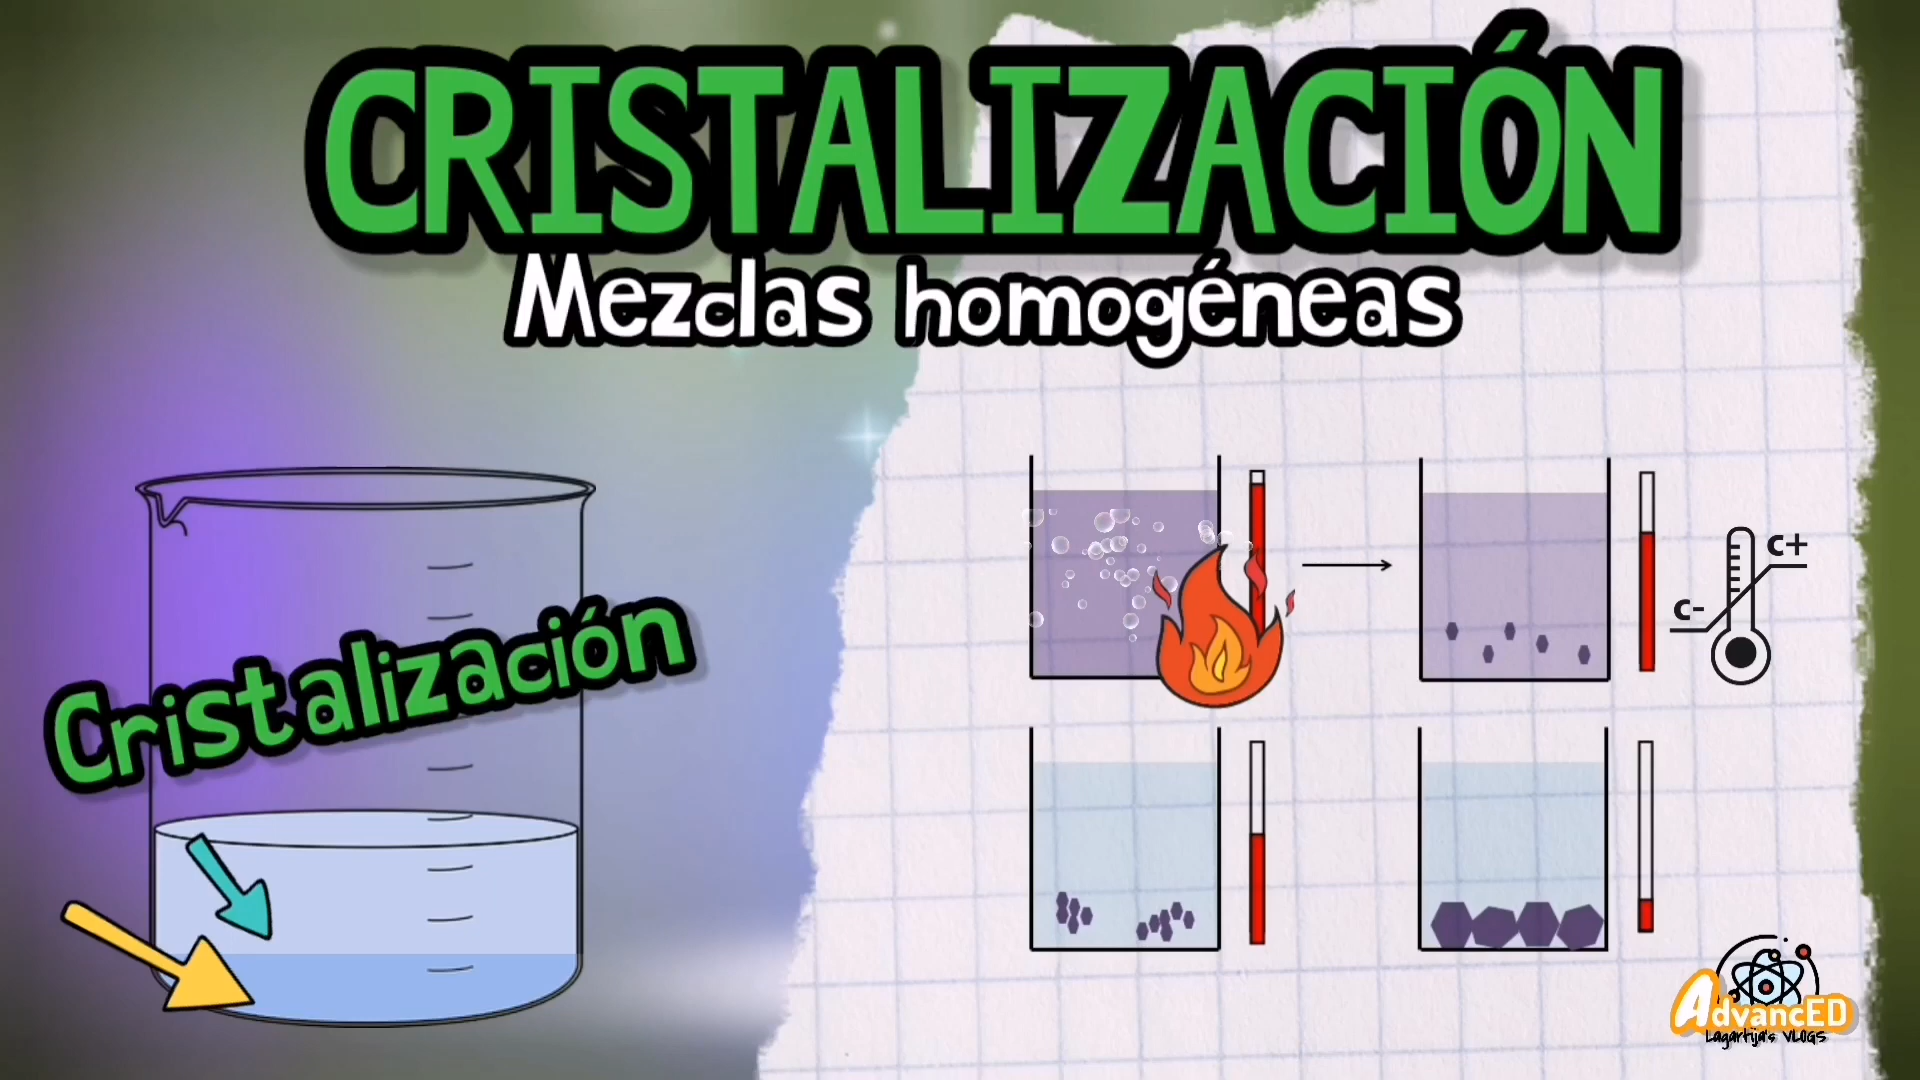 CRISTALIZACIÓN
Mezclas homogéneas
Cristalización
C+
C-
AdvancED
Lagartija's VLOGS